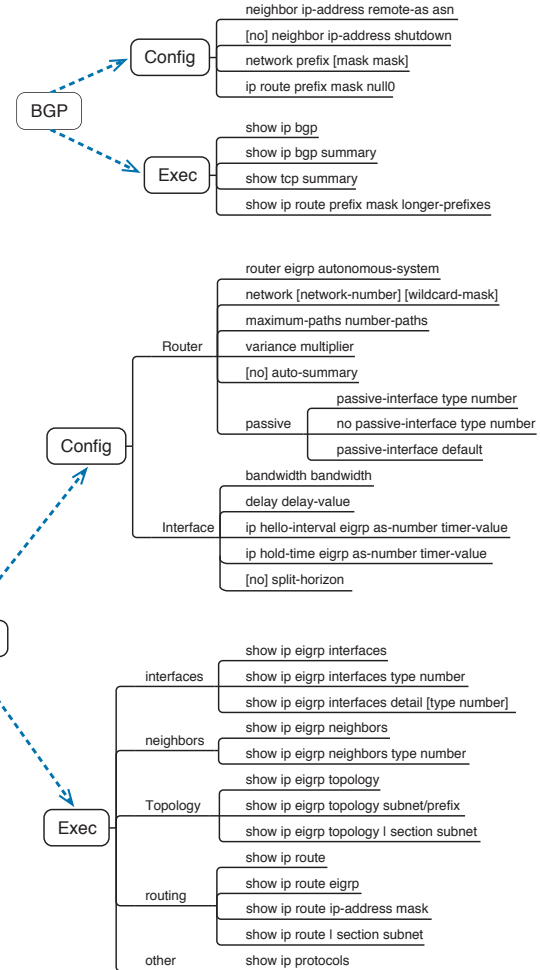 neighbor ip-address remote-as asn
[no] neighbor ip-address shutdown
Config
network prefix [mask mask]
ip route prefix mask null0
BGP
show ip bgp
show ip bgp summary
Exec
show tcp summary
show ip route prefix mask longer-prefixes
router eigrp autonomous-system
network [network-number] [wildcard-mask]
maximum-paths number-paths
Router
variance multiplier
[no] auto-summary
passive-interface type number
passive
no passive-interface type number
passive-interface default
Config
bandwidth bandwidth
delay delay-value
Interface
ip hello-interval eigrp as-number timer-value
ip hold-time eigrp as-number timer-value
[no] split-horizon
show ip eigrp interfaces
interfaces
show ip eigrp interfaces type number
show ip eigrp interfaces detail [type number]
show ip eigrp neighbors
neighbors
show ip eigrp neighbors type number
show ip eigrp topology
Topology
show ip eigrp topology subnet/prefix
show ip eigrp topology | section subnet
Exec
show ip route
show ip route eigrp
routing
show ip route ip-address mask
show ip route | section subnet
other
show ip protocols